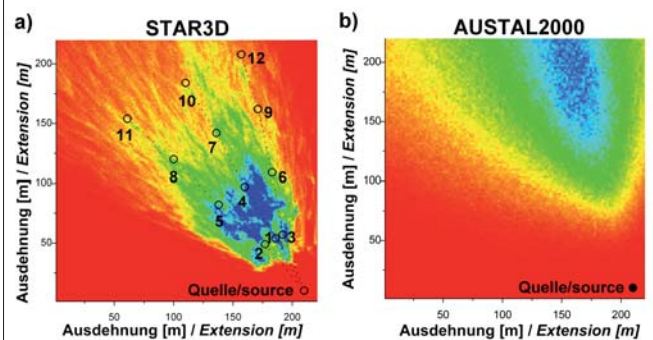 a) STAR3D
b) AUSTAL2000
Ausdehnung [m] / Extension [m]
200
150
100
50
12
10
9
11
7
8
6
4
5
1
3
2
Quelle/source
50 100 150 200
Ausdehnung [m] / Extension [m]
Ausdehnung [m] / Extension [m]
200
150
100
50
Quelle/source
50 100 150 200
Ausdehnung [m] / Extension [m]